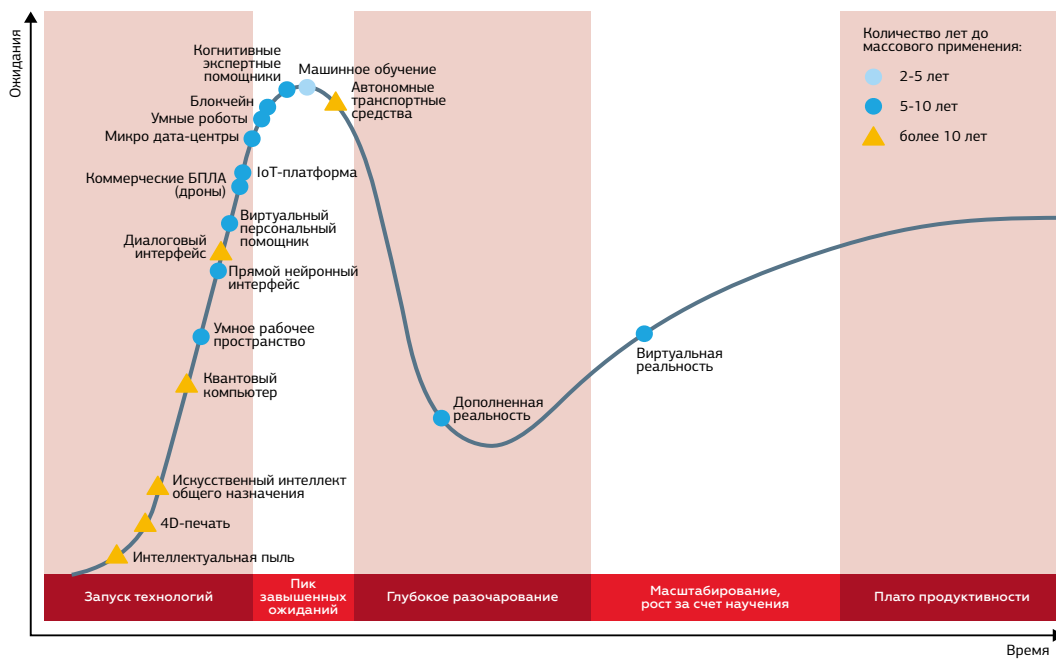 Ожидания
Количество лет до
массового применения:
2-5 лет
5-10 лет
более 10 лет
Когнитивные
экспертные
помощники
Машинное обучение
Автономные
транспортные
средства
Блокчейн
Умные роботы
Микро дата-центры
IoT-платформа
Коммерческие БПЛА
(дроны)
Виртуальный
персональный
помощник
Диалоговый
интерфейс
Прямой нейронный
интерфейс
Умное рабочее
пространство
Квантовый
компьютер
Искусственный интеллект
общего назначения
4D-печать
Интеллектуальная пыль
Дополненная
реальность
Виртуальная
реальность
Запуск технологий
Пик
завышенных
ожиданий
Глубокое разочарование
Масштабирование,
рост за счет научения
Плато продуктивности
Время